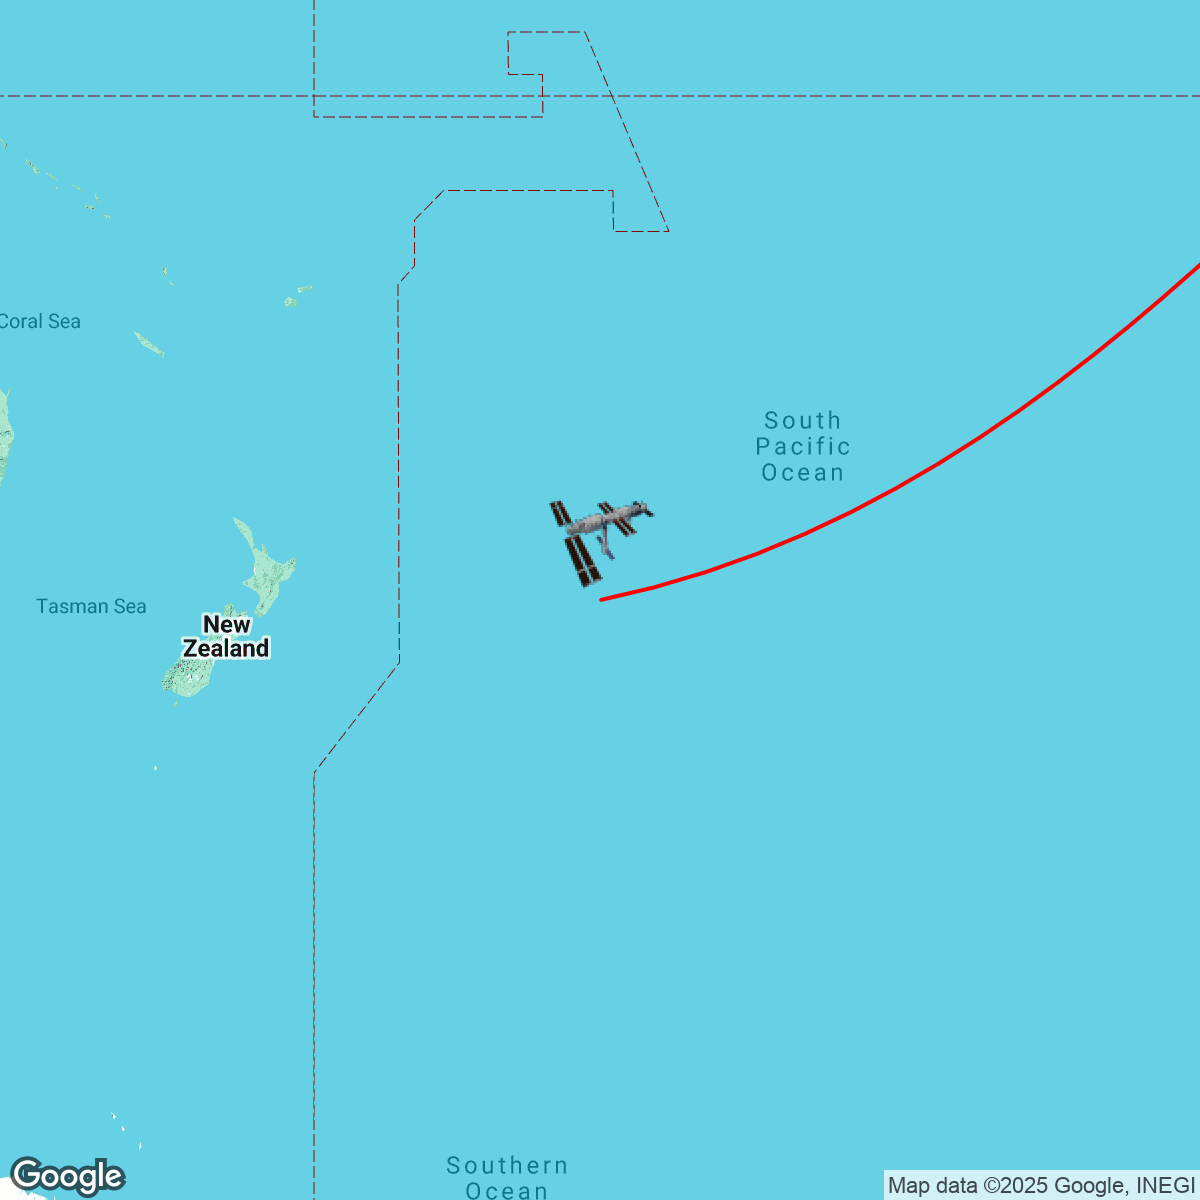 Coral Sea
South
Pacific
Ocean
Tasman Sea
New
Zealand
Southern
Ocean
Google
Map data ©2025 Google, INEGI